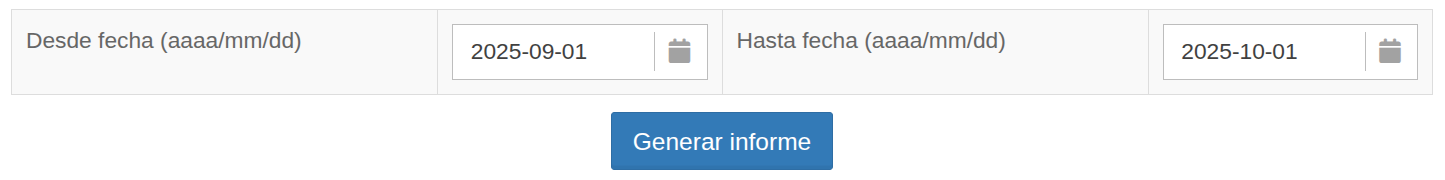 Desde fecha (aaaa/mm/dd) 2025-09-01 Hasta fecha (aaaa/mm/dd) 2025-10-01
Generar informe